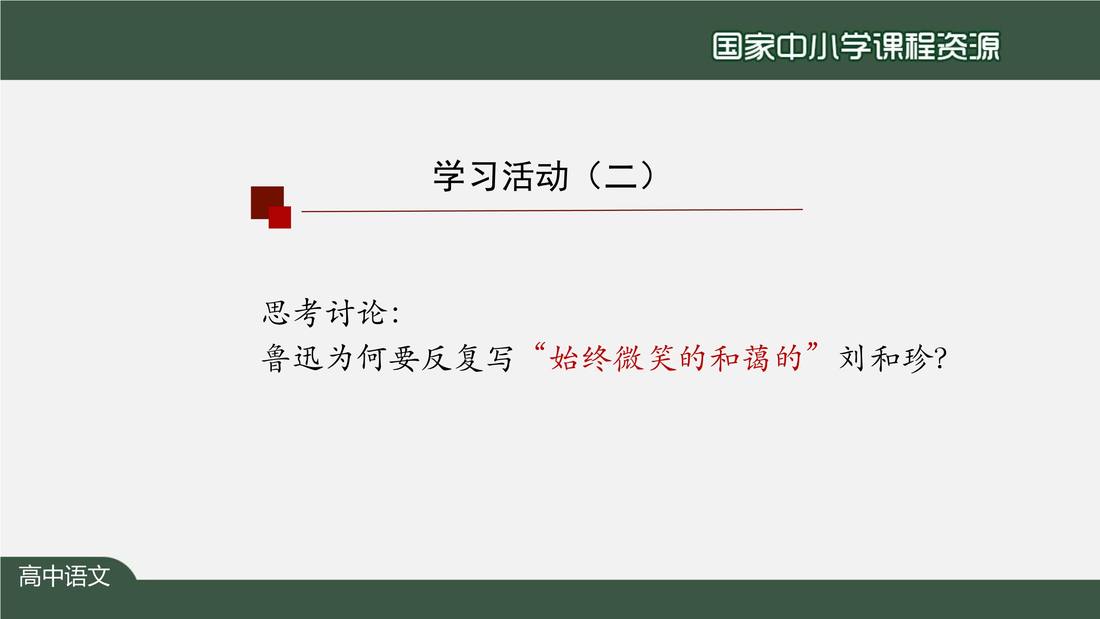 国家中小学课程资源
学习活动（二）
思考讨论：
鲁迅为何要反复写“始终微笑的和蔼的”刘和珍？
高中语文